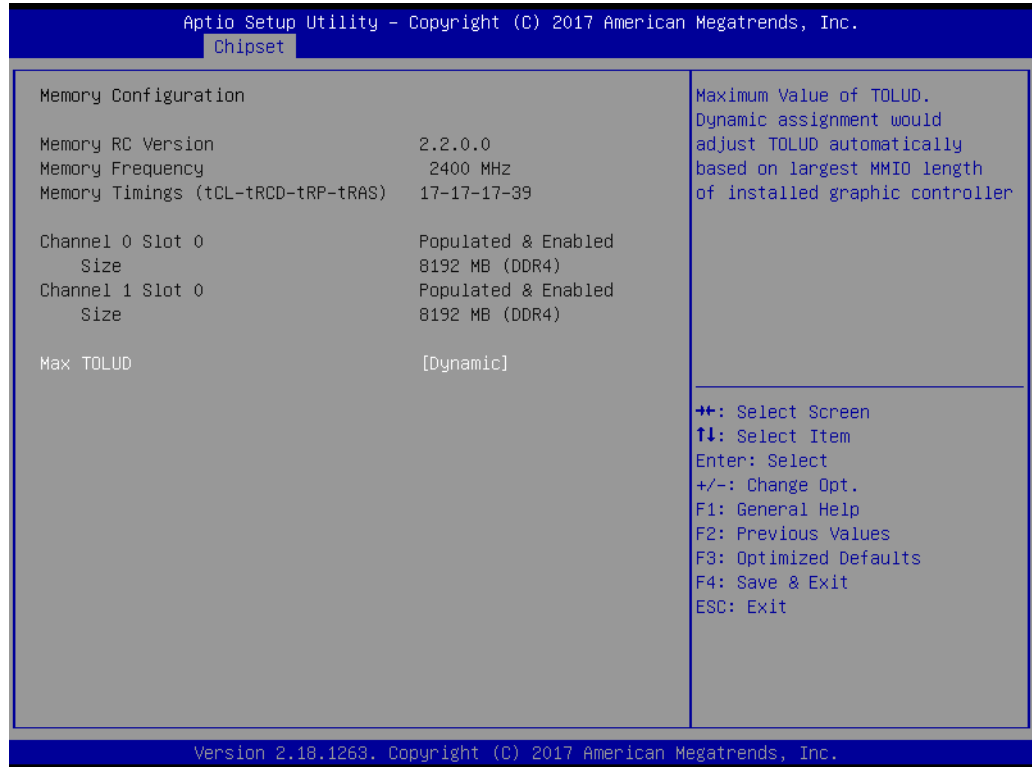 Aptio Setup Utility – Copyright (C) 2017 American Megatrends, Inc.
Chipset
Memory Configuration
Memory RC Version 2.2.0.0
Memory Frequency 2400 MHz
Memory Timings (tCL-tRCD-tRP-tRAS) 17-17-17-39
Channel 0 Slot 0 Populated & Enabled
Size 8192 MB (DDR4)
Channel 1 Slot 0 Populated & Enabled
Size 8192 MB (DDR4)
Max TOLUD [Dynamic]
Maximum Value of TOLUD.
Dynamic assignment would
adjust TOLUD automatically
based on largest MMIO length
of installed graphic controller
→←: Select Screen
↑↓: Select Item
Enter: Select
+/-: Change Opt.
F1: General Help
F2: Previous Values
F3: Optimized Defaults
F4: Save & Exit
ESC: Exit
Version 2.18.1263. Copyright (C) 2017 American Megatrends, Inc.